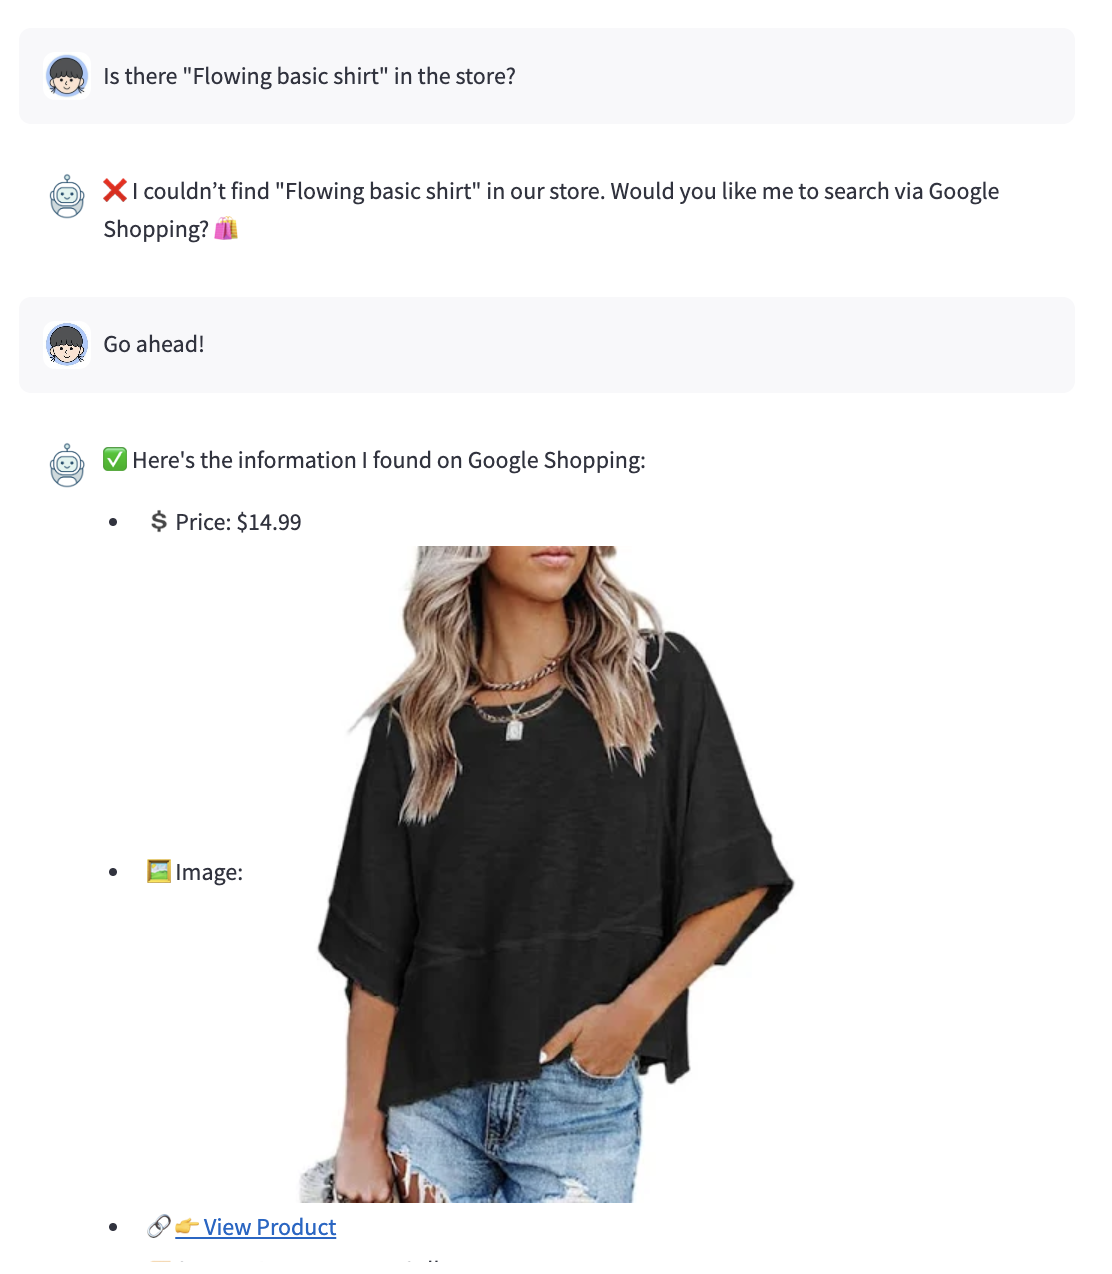 Is there "Flowing basic shirt" in the store?
❌ I couldn’t find "Flowing basic shirt" in our store. Would you like me to search via Google
Shopping? 🛍️
Go ahead!
✅ Here's the information I found on Google Shopping:
• 💲 Price: $14.99
• 🖼️ Image:
• 🔗 👉 View Product